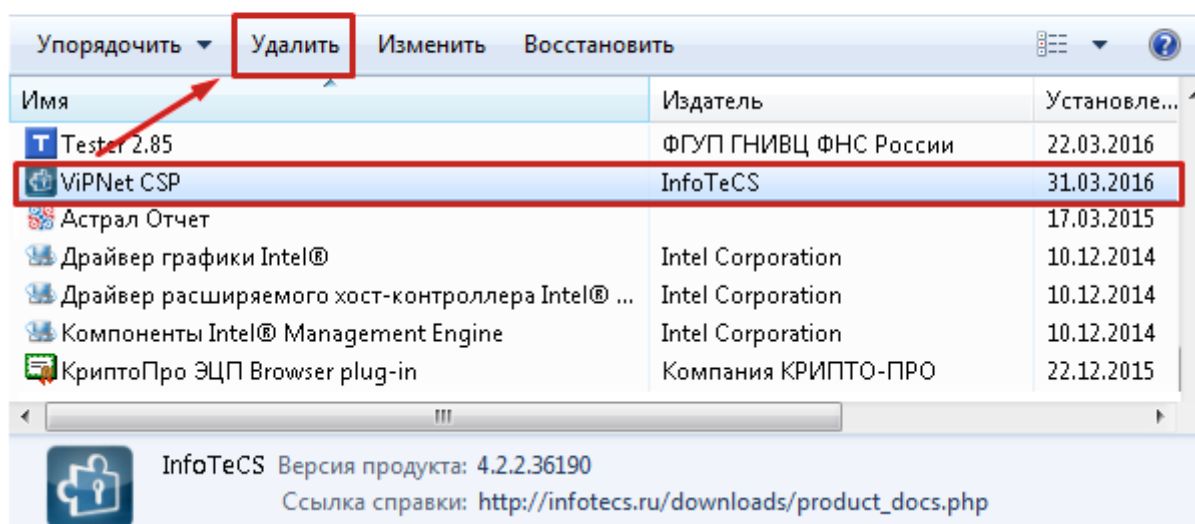 Упорядочить Удалить Изменить Восстановить
Имя Издатель Установле...
Tester 2.85 ФГУП ГНИВЦ ФНС России 22.03.2016
ViPNet CSP InfoTeCS 31.03.2016
Астрал Отчет 17.03.2015
Драйвер графики Intel® Intel Corporation 10.12.2014
Драйвер расширяемого хост-контроллера Intel® ... Intel Corporation 10.12.2014
Компоненты Intel® Management Engine Intel Corporation 10.12.2014
КриптоПро ЭЦП Browser plug-in Компания КРИПТО-ПРО 22.12.2015
InfoTeCS Версия продукта: 4.2.2.36190
Ссылка справки: http://infotecs.ru/downloads/product_docs.php